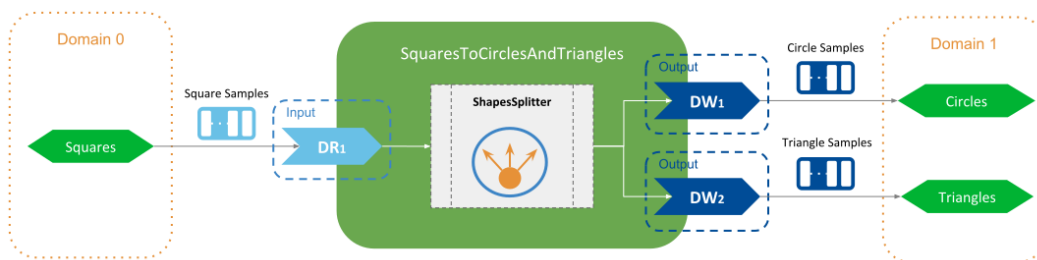 Domain 0
Squares
Square Samples
Input
DR1
SquaresToCirclesAndTriangles
ShapesSplitter
Output
DW1
Output
DW2
Circle Samples
Triangle Samples
Domain 1
Circles
Triangles